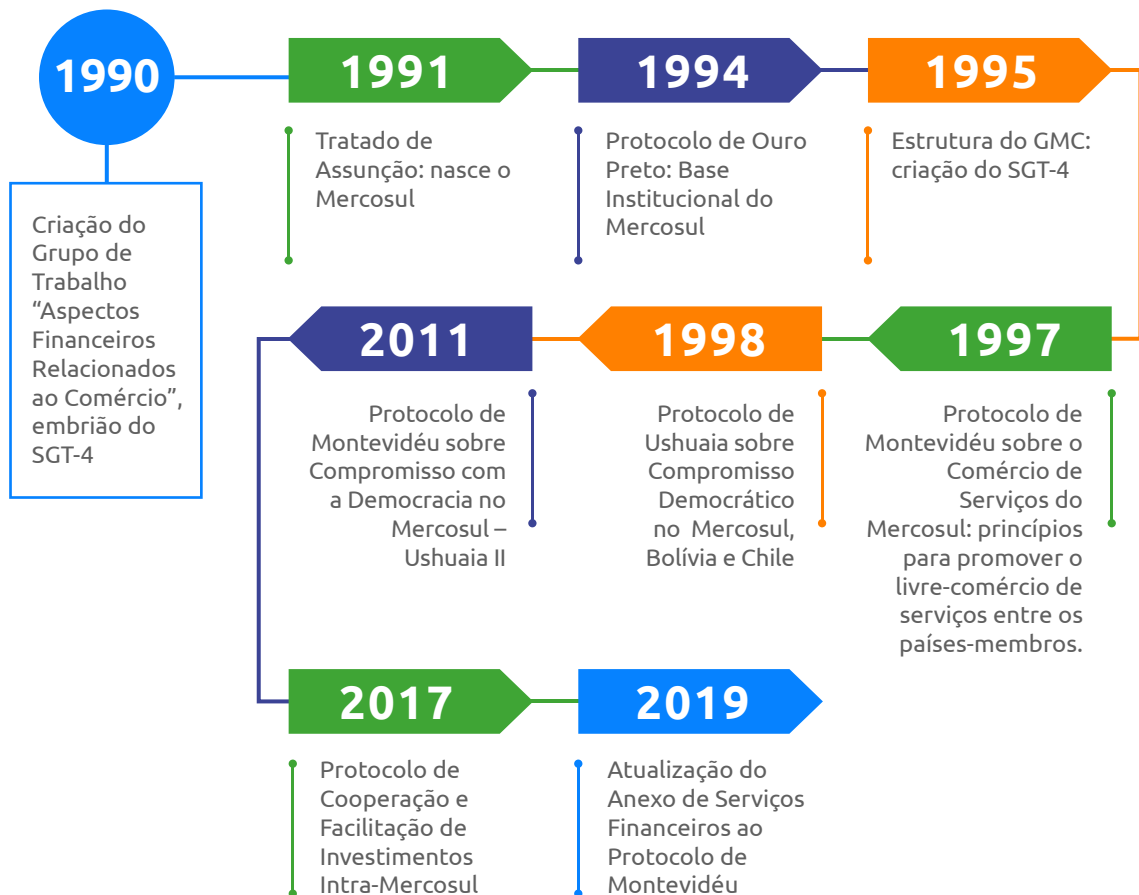 1990
Criação do
Grupo de
Trabalho
“Aspectos
Financeiros
Relacionados
ao Comércio”,
embrião do
SGT-4
1991
Tratado de
Assunção: nasce o
Mercosul
1994
Protocolo de Ouro
Preto: Base
Institucional do
Mercosul
1995
Estrutura do GMC:
criação do SGT-4
1997
Protocolo de
Montevidéu sobre o
Comércio de
Serviços do
Mercosul: princípios
para promover o
livre-comércio de
serviços entre os
países-membros.
1998
Protocolo de
Ushuaia sobre
Compromisso
Democrático
no Mercosul,
Bolívia e Chile
2011
Protocolo de
Montevidéu sobre
Compromisso com
a Democracia no
Mercosul –
Ushuaia II
2017
Protocolo de
Cooperação e
Facilitação de
Investimentos
Intra-Mercosul
2019
Atualização do
Anexo de Serviços
Financeiros ao
Protocolo de
Montevidéu